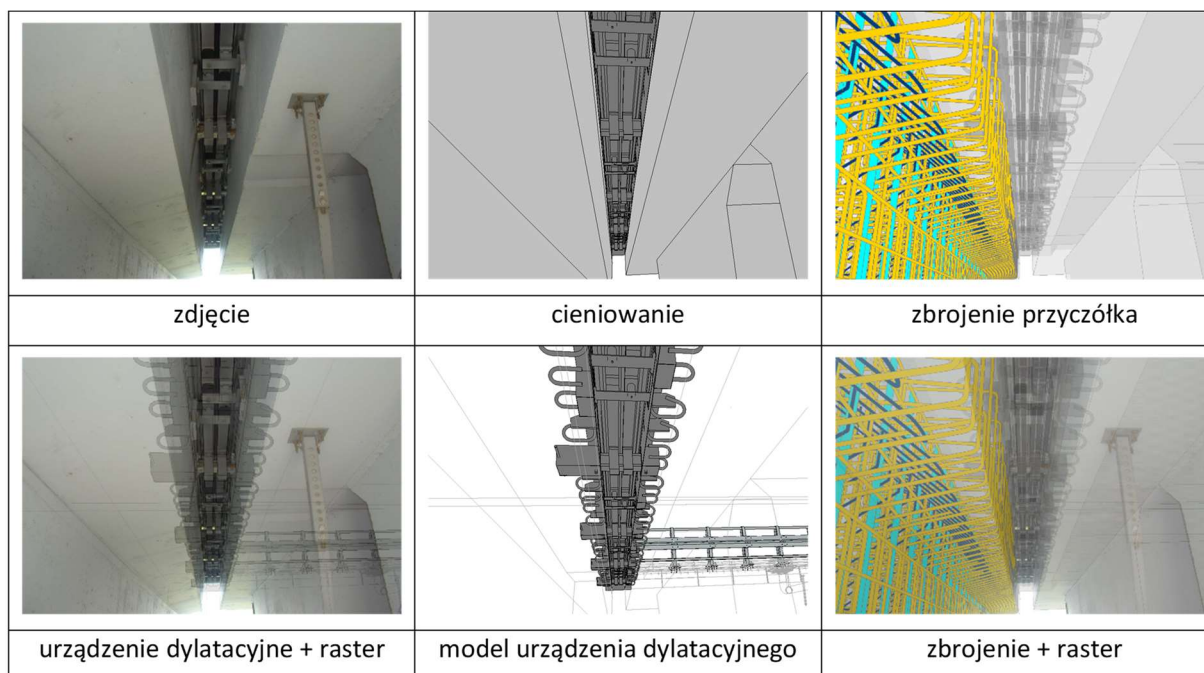 zdjęcie
cieniowanie
zbrojenie przyczółka
urządzenie dylatacyjne + raster
model urządzenia dylatacyjnego
zbrojenie + raster